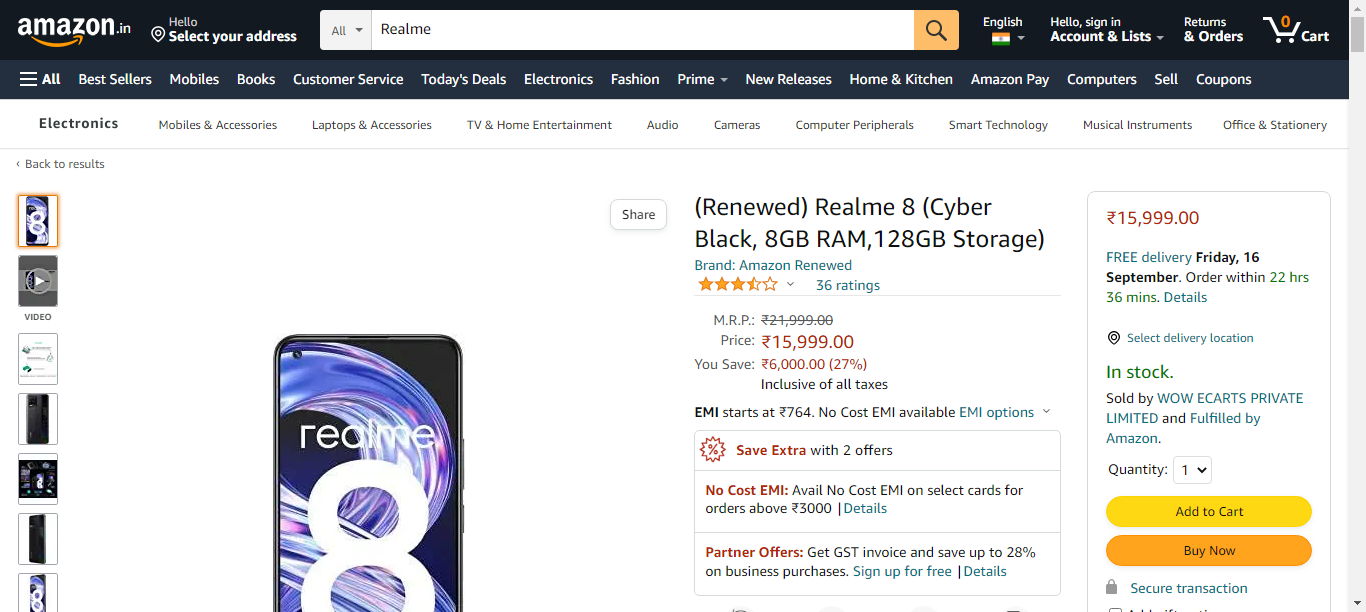 amazon.in
Hello
Select your address
All
Realme
English
Hello, sign in
Account & Lists
Returns
& Orders
0
Cart
All Best Sellers Mobiles Books Customer Service Today's Deals Electronics Fashion Prime New Releases Home & Kitchen Amazon Pay Computers Sell Coupons
Electronics Mobiles & Accessories Laptops & Accessories TV & Home Entertainment Audio Cameras Computer Peripherals Smart Technology Musical Instruments Office & Stationery
‹ Back to results
VIDEO
Share
realme
8
(Renewed) Realme 8 (Cyber
Black, 8GB RAM,128GB Storage)
Brand: Amazon Renewed
36 ratings
M.R.P.: ₹21,999.00
Price: ₹15,999.00
You Save: ₹6,000.00 (27%)
Inclusive of all taxes
EMI starts at ₹764. No Cost EMI available EMI options
Save Extra with 2 offers
No Cost EMI: Avail No Cost EMI on select cards for
orders above ₹3000 |Details
Partner Offers: Get GST invoice and save up to 28%
on business purchases. Sign up for free |Details
₹15,999.00
FREE delivery Friday, 16
September. Order within 22 hrs
36 mins. Details
Select delivery location
In stock.
Sold by WOW ECARTS PRIVATE
LIMITED and Fulfilled by
Amazon.
Quantity: 1
Add to Cart
Buy Now
Secure transaction